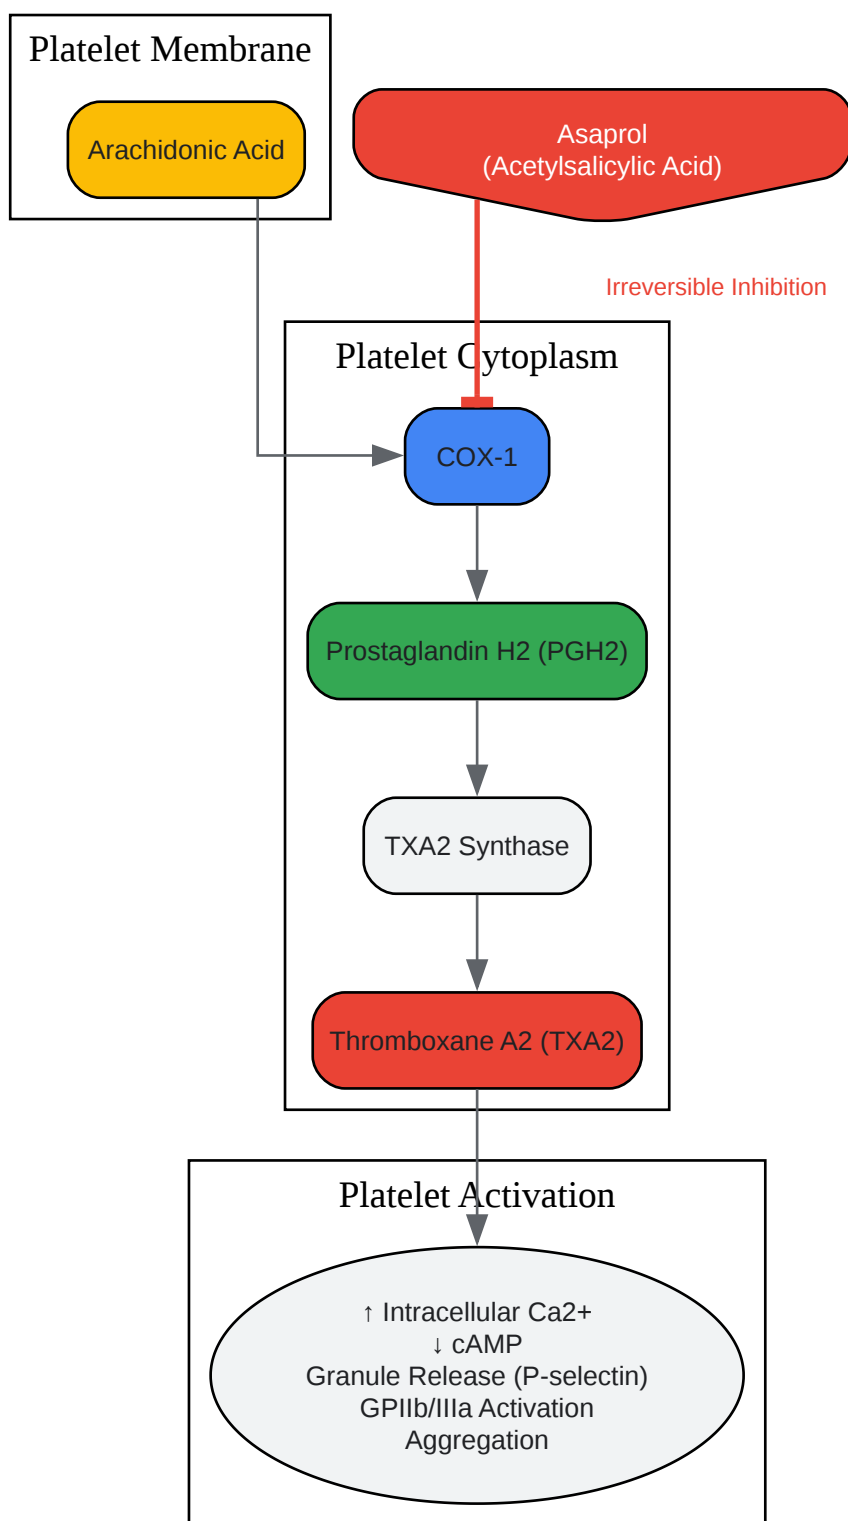 Platelet Membrane
Arachidonic Acid
Asaprol
(Acetylsalicylic Acid)
Irreversible Inhibition
Platelet Cytoplasm
COX-1
Prostaglandin H2 (PGH2)
TXA2 Synthase
Thromboxane A2 (TXA2)
Platelet Activation
↑ Intracellular Ca2+
↓ cAMP
Granule Release (P-selectin)
GPIIb/IIIa Activation
Aggregation